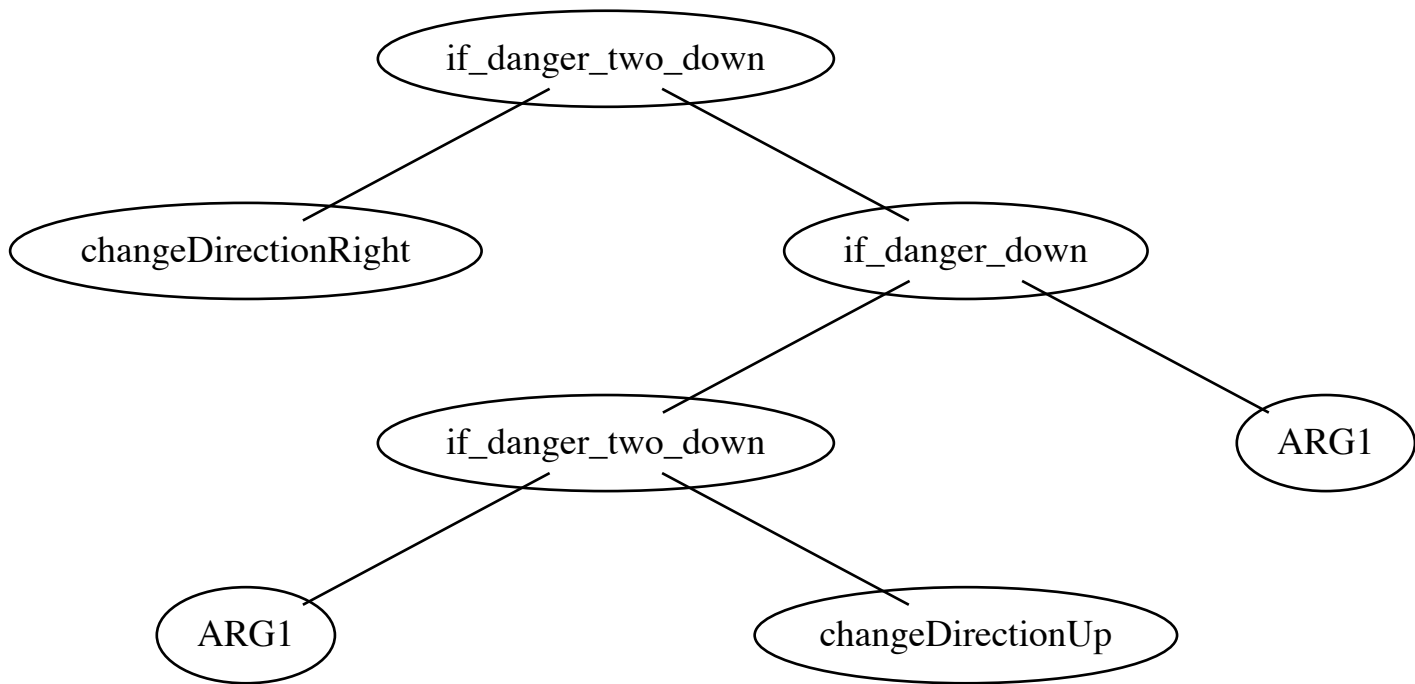 if_danger_two_down
changeDirectionRight
if_danger_down
if_danger_two_down
ARG1
ARG1
changeDirectionUp